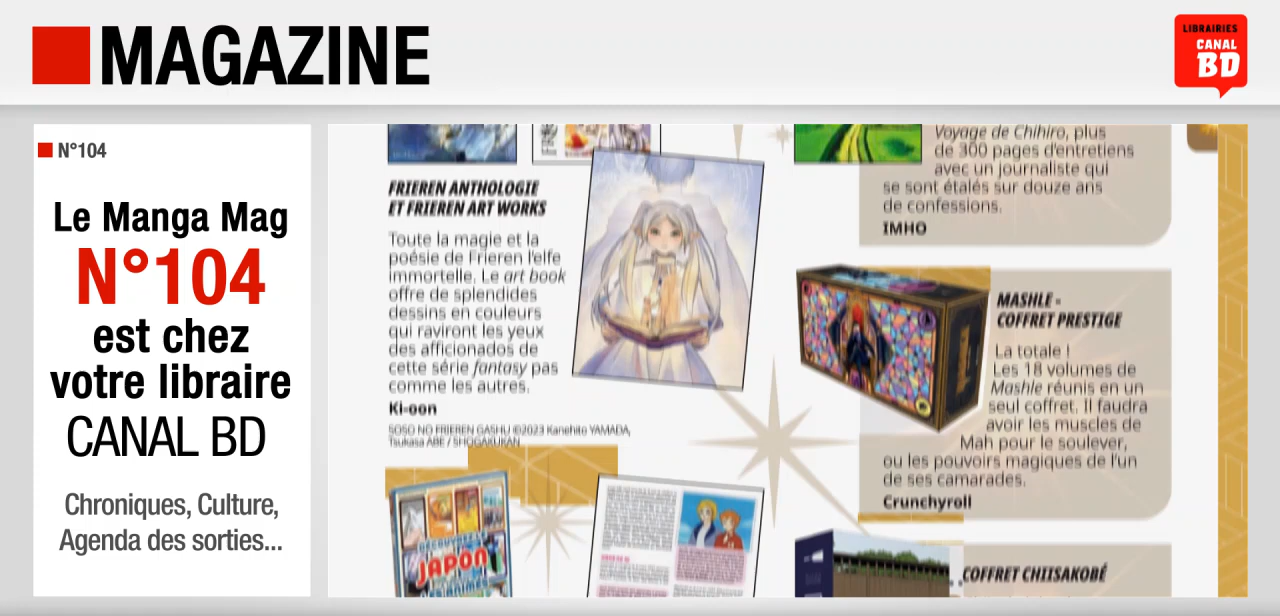 MAGAZINE
LIBRAIRIES
CANAL
BD
N°104
Le Manga Mag
N°104
est chez
votre libraire
CANAL BD
Chroniques, Culture,
Agenda des sorties...
FRIEREN ANTHOLOGIE
ET FRIEREN ART WORKS
Toute la magie et la
poésie de Frieren l'elfe
immortelle. Le art book
offre de splendides
dessins en couleurs
qui raviront les yeux
des afficionados de
cette série fantasy pas
comme les autres.
Ki-oon
SOSO NO FRIEREN GASHU ©2023 Kanehito YAMADA,
Tsukasa ABE / SHOGAKUKAN
DÉCOUVREZ
JAPON
Voyage de Chihiro, plus
de 300 pages d'entretiens
avec un journaliste qui
se sont étalés sur douze ans
de confessions.
IMHO
MASHLE -
COFFRET PRESTIGE
La totale !
Les 18 volumes de
Mashle réunis en un
seul coffret. Il faudra
avoir les muscles de
Mah pour le soulever,
ou les pouvoirs magiques de l'un
de ses camarades.
Crunchyroll
COFFRET CHIISAKOBÉ